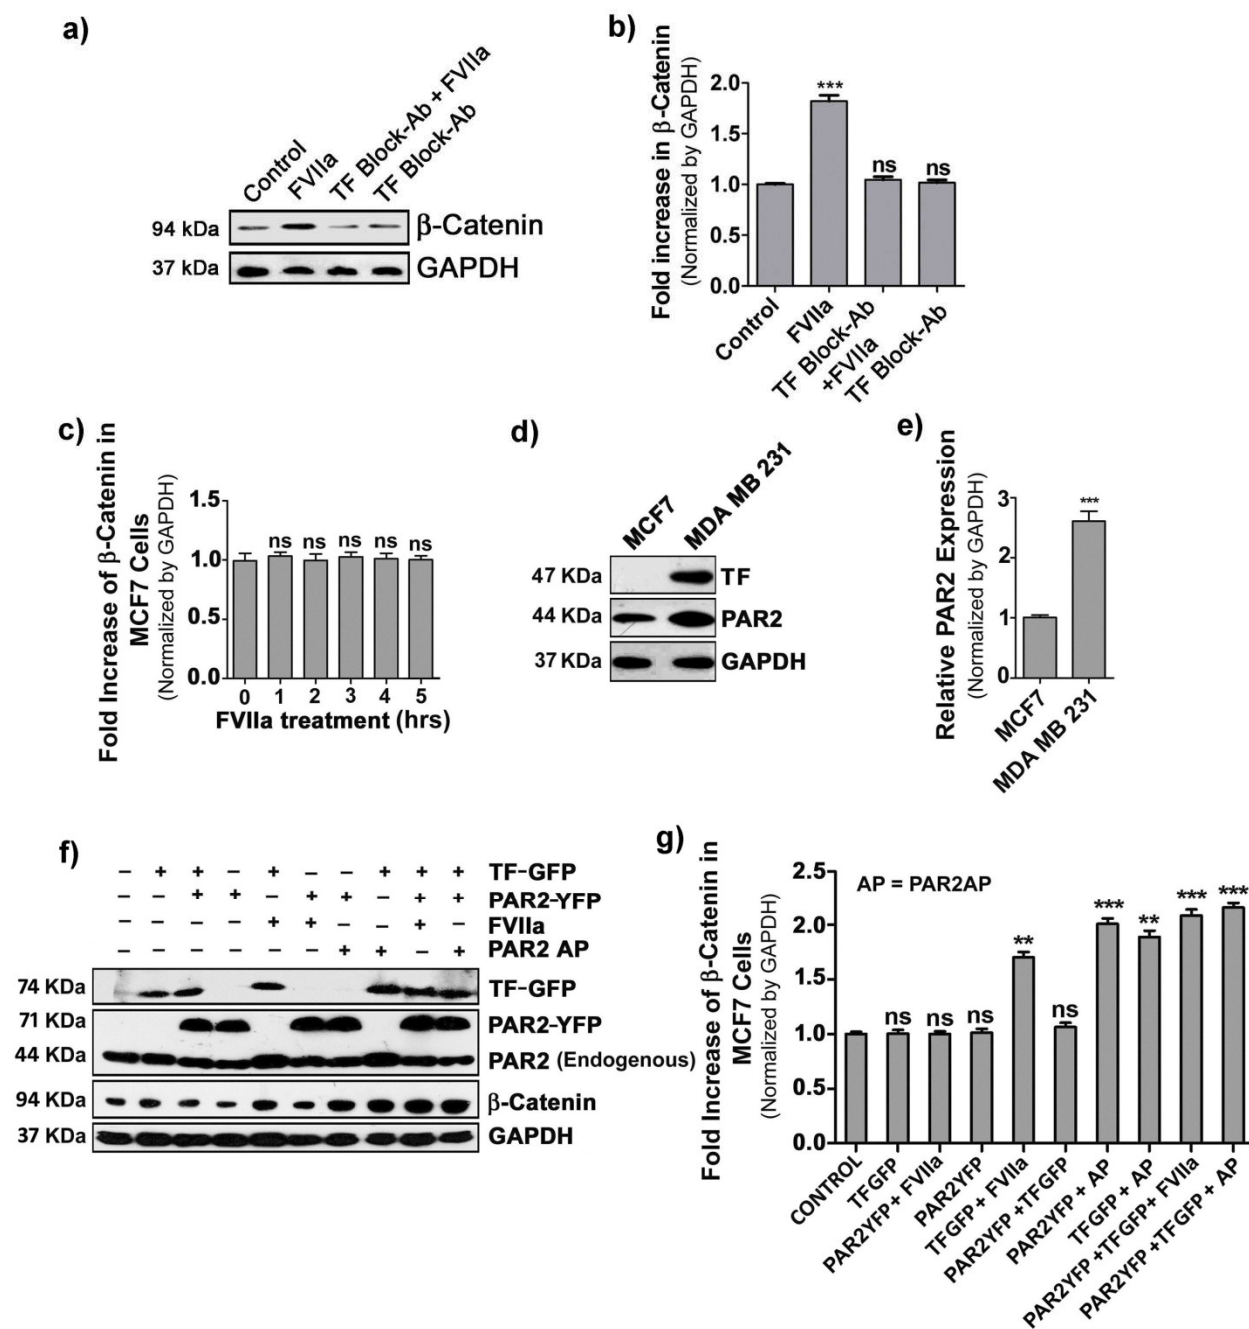 a)
Control
FVIIa
TF Block-Ab + FVIIa
TF Block-Ab
94 kDa
β-Catenin
37 kDa
GAPDH
b)
Fold increase in β-Catenin
(Normalized by GAPDH)
2.0
1.5
1.0
0.5
0.0
***
ns
ns
Control
FVIIa
TF Block-Ab
+FVIIa
TF Block-Ab
c)
Fold Increase of β-Catenin in
MCF7 Cells
(Normalized by GAPDH)
1.5
1.0
0.5
0.0
ns ns ns ns ns
0 1 2 3 4 5
FVIIa treatment (hrs)
d)
MCF7
MDA MB 231
47 KDa
TF
44 KDa
PAR2
37 KDa
GAPDH
e)
Relative PAR2 Expression
(Normalized by GAPDH)
3
2
1
0
***
MCF7
MDA MB 231
f)
– + + – + – – + + + TF-GFP
– – + + – + + – + + PAR2-YFP
– – – – + + – – + – FVIIa
– – – – – – + + – + PAR2 AP
74 KDa
TF-GFP
71 KDa
PAR2-YFP
44 KDa
PAR2 (Endogenous)
94 KDa
β-Catenin
37 KDa
GAPDH
g)
Fold Increase of β-Catenin in
MCF7 Cells
(Normalized by GAPDH)
2.5
2.0
1.5
1.0
0.5
0.0
AP = PAR2AP
ns ns ns ** ns *** ** *** ***
CONTROL
TFGFP
PAR2YFP + FVIIa
PAR2YFP
TFGFP + FVIIa
PAR2YFP +TFGFP
PAR2YFP + AP
TFGFP + AP
PAR2YFP +TFGFP + FVIIa
PAR2YFP +TFGFP + AP